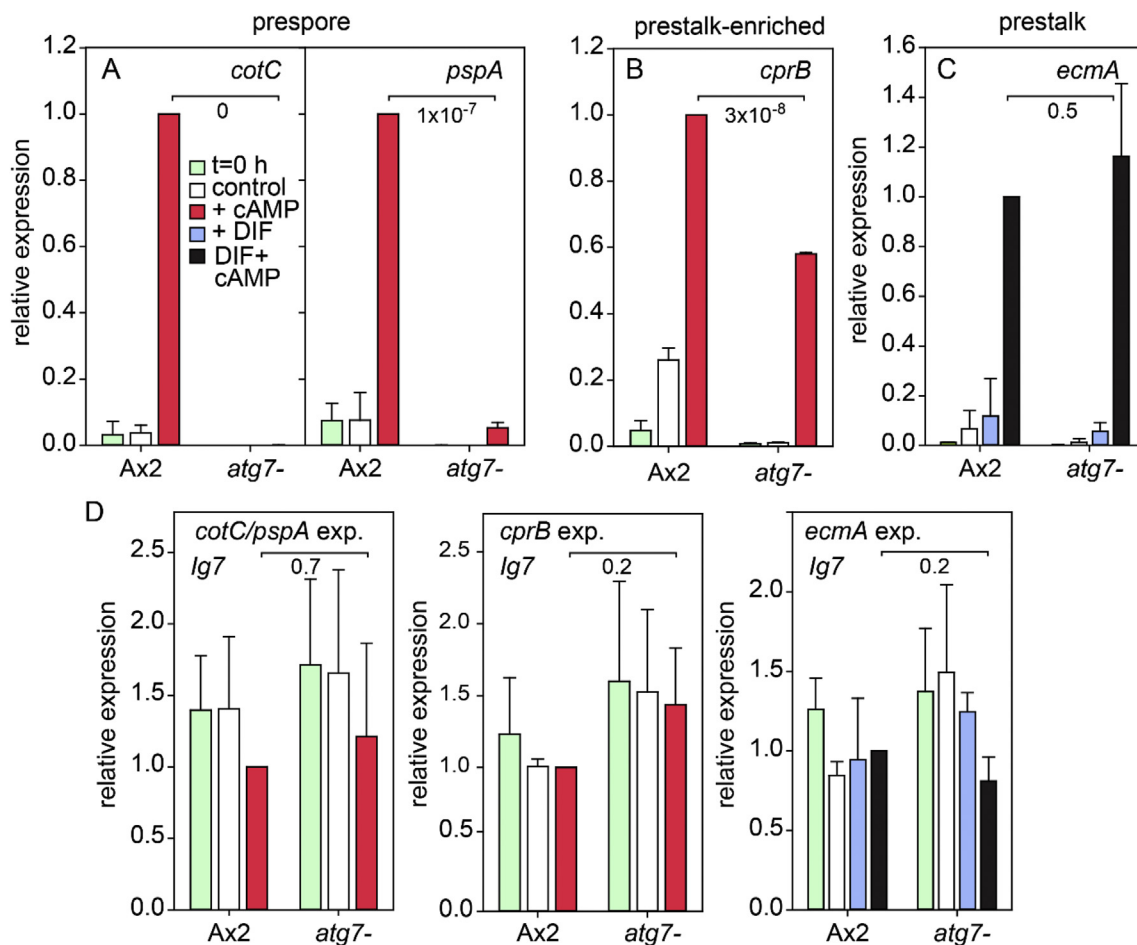 prespore
prestalk-enriched
prestalk
A
cotC
pspA
B
cprB
C
ecmA
relative expression
1.2
1.0
0.8
0.6
0.4
0.2
0.0
0
1x10-7
t=0 h
control
+ cAMP
+ DIF
DIF+
cAMP
Ax2
atg7-
Ax2
atg7-
relative expression
1.2
1.0
0.8
0.6
0.4
0.2
0.0
3x10-8
Ax2
atg7-
relative expression
1.6
1.4
1.2
1.0
0.8
0.6
0.4
0.2
0.0
0.5
Ax2
atg7-
D
cotC/pspA exp.
Ig7
0.7
relative expression
2.5
2.0
1.5
1.0
0.5
0.0
Ax2
atg7-
cprB exp.
Ig7
0.2
relative expression
2.5
2.0
1.5
1.0
0.5
0.0
Ax2
atg7-
ecmA exp.
Ig7
0.2
relative expression
2.0
1.5
1.0
0.5
0.0
Ax2
atg7-